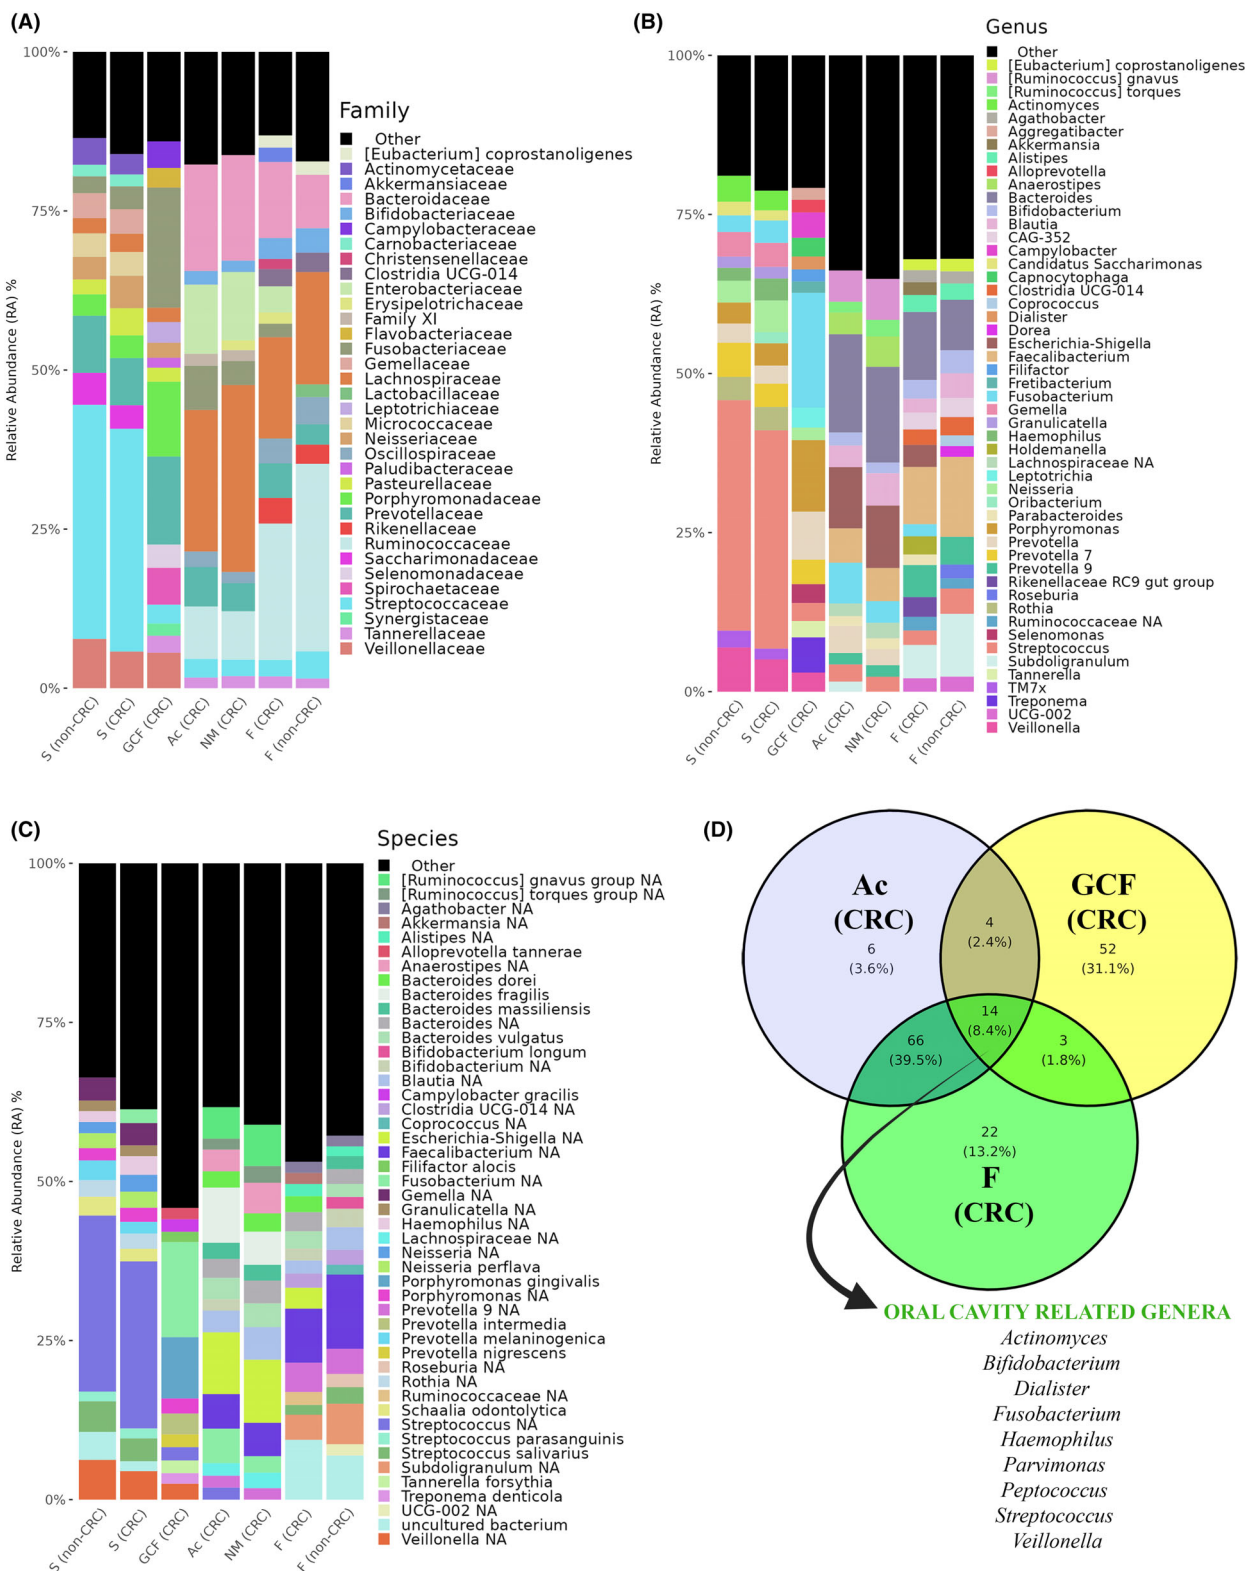 (A)
Relative Abundance (RA) %
100%
75%
50%
25%
0%
S (non-CRC)
S (CRC)
GCF (CRC)
Ac (CRC)
NM (CRC)
F (CRC)
F (non-CRC)
Family
Other
[Eubacterium] coprostanoligenes
Actinomycetaceae
Akkermansiaceae
Bacteroidaceae
Bifidobacteriaceae
Campylobacteraceae
Carnobacteriaceae
Christensenellaceae
Clostridia UCG-014
Enterobacteriaceae
Erysipelotrichaceae
Family XI
Flavobacteriaceae
Fusobacteriaceae
Gemellaceae
Lachnospiraceae
Lactobacillaceae
Leptotrichiaceae
Micrococcaceae
Neisseriaceae
Oscillospiraceae
Paludibacteraceae
Pasteurellaceae
Porphyromonadaceae
Prevotellaceae
Rikenellaceae
Ruminococcaceae
Saccharimonadaceae
Selenomonadaceae
Spirochaetaceae
Streptococcaceae
Synergistaceae
Tannerellaceae
Veillonellaceae
(B)
Relative Abundance (RA) %
100%
75%
50%
25%
0%
S (non-CRC)
S (CRC)
GCF (CRC)
Ac (CRC)
NM (CRC)
F (CRC)
F (non-CRC)
Genus
Other
[Eubacterium] coprostanoligenes
[Ruminococcus] gnavus
[Ruminococcus] torques
Actinomyces
Agathobacter
Aggregatibacter
Akkermansia
Alistipes
Alloprevotella
Anaerostipes
Bacteroides
Bifidobacterium
Blautia
CAG-352
Campylobacter
Candidatus Saccharimonas
Capnocytophaga
Clostridia UCG-014
Coprococcus
Dialister
Dorea
Escherichia-Shigella
Faecalibacterium
Filifactor
Fretibacterium
Fusobacterium
Gemella
Granulicatella
Haemophilus
Holdemanella
Lachnospiraceae NA
Leptotrichia
Neisseria
Oribacterium
Parabacteroides
Porphyromonas
Prevotella
Prevotella 7
Prevotella 9
Rikenellaceae RC9 gut group
Roseburia
Rothia
Ruminococcaceae NA
Selenomonas
Streptococcus
Subdoligranulum
Tannerella
TM7x
Treponema
UCG-002
Veillonella
(C)
Relative Abundance (RA) %
100%
75%
50%
25%
0%
S (non-CRC)
S (CRC)
GCF (CRC)
Ac (CRC)
NM (CRC)
F (CRC)
F (non-CRC)
Species
Other
[Ruminococcus] gnavus group NA
[Ruminococcus] torques group NA
Agathobacter NA
Akkermansia NA
Alistipes NA
Alloprevotella tannerae
Anaerostipes NA
Bacteroides dorei
Bacteroides fragilis
Bacteroides massiliensis
Bacteroides NA
Bacteroides vulgatus
Bifidobacterium longum
Bifidobacterium NA
Blautia NA
Campylobacter gracilis
Clostridia UCG-014 NA
Coprococcus NA
Escherichia-Shigella NA
Faecalibacterium NA
Filifactor alocis
Fusobacterium NA
Gemella NA
Granulicatella NA
Haemophilus NA
Lachnospiraceae NA
Neisseria NA
Neisseria perflava
Porphyromonas gingivalis
Porphyromonas NA
Prevotella 9 NA
Prevotella intermedia
Prevotella melaninogenica
Prevotella nigrescens
Roseburia NA
Rothia NA
Ruminococcaceae NA
Schaalia odontolytica
Streptococcus NA
Streptococcus parasanguinis
Streptococcus salivarius
Subdoligranulum NA
Tannerella forsythia
Treponema denticola
UCG-002 NA
uncultured bacterium
Veillonella NA
(D)
Ac
(CRC)
6
(3.6%)
4
(2.4%)
GCF
(CRC)
52
(31.1%)
14
(8.4%)
66
(39.5%)
3
(1.8%)
22
(13.2%)
F
(CRC)
ORAL CAVITY RELATED GENERA
Actinomyces
Bifidobacterium
Dialister
Fusobacterium
Haemophilus
Parvimonas
Peptococcus
Streptococcus
Veillonella